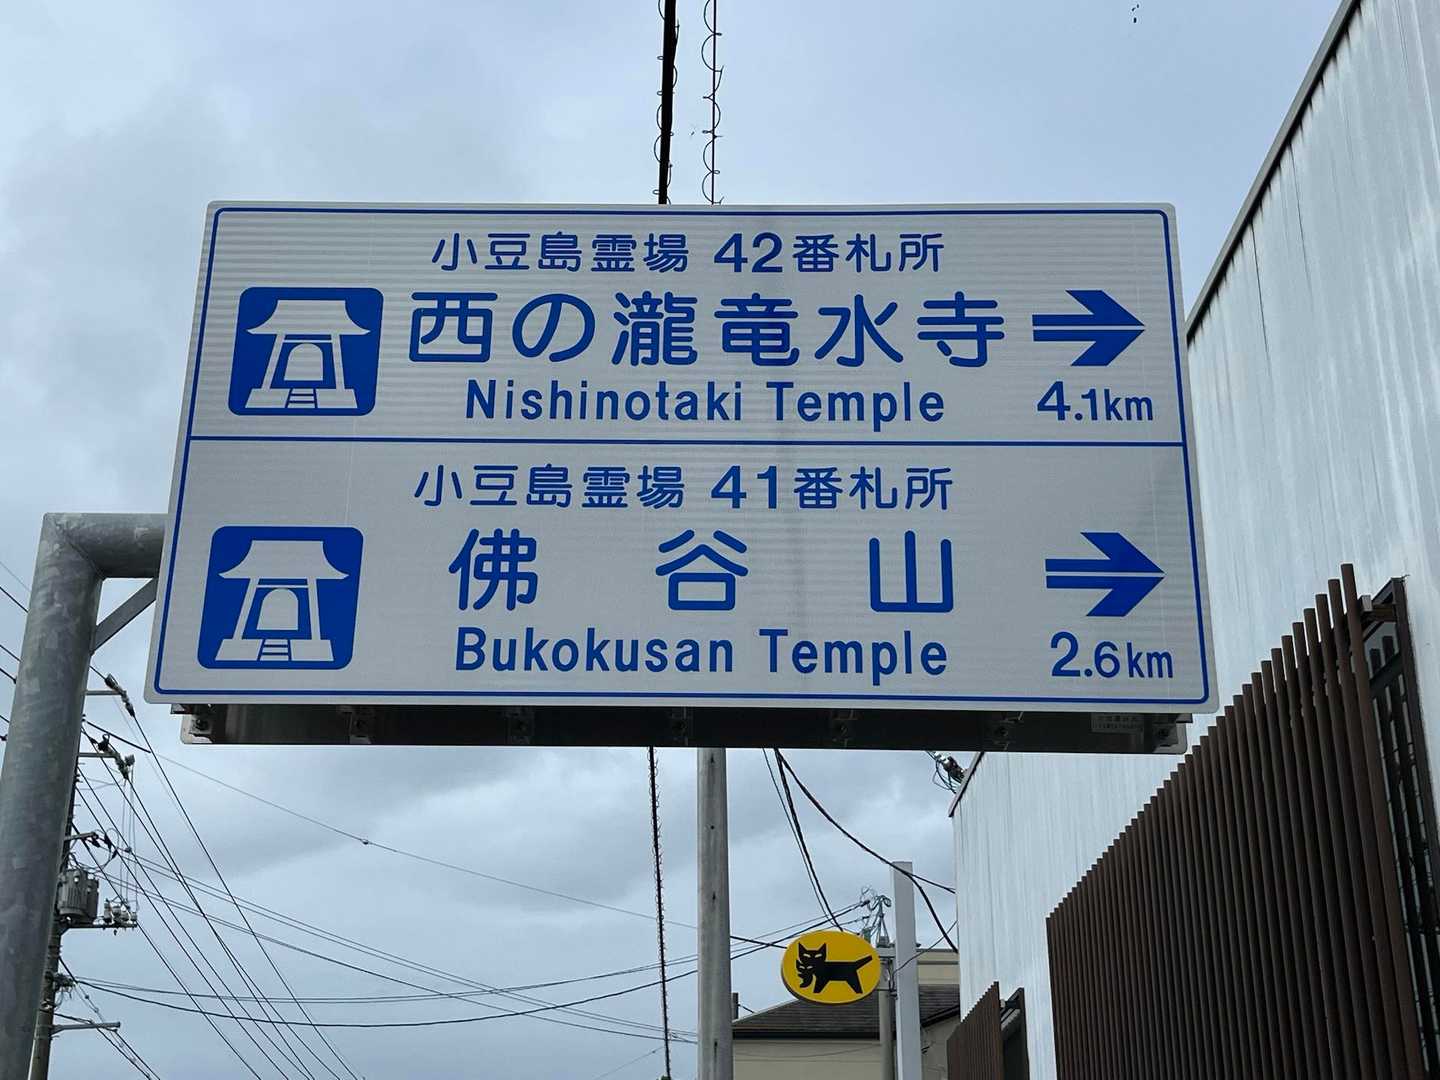 小豆島霊場 42番札所
西の瀧竜水寺
Nishinotaki Temple
4.1km
小豆島霊場 41番札所
佛谷山
Bukokusan Temple
2.6km